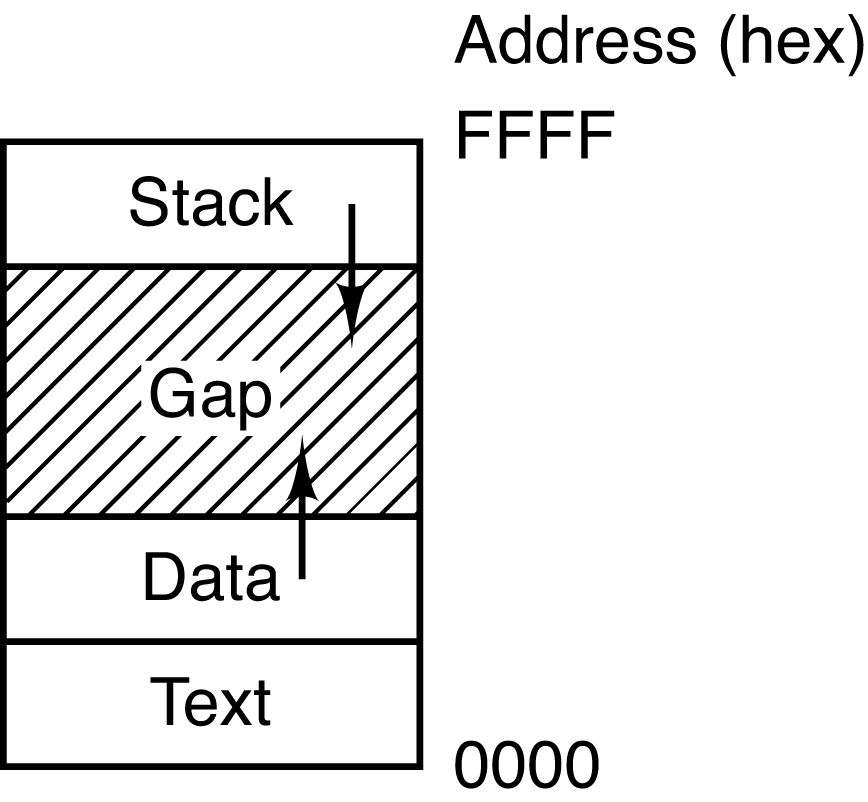 Address (hex)
FFFF
Stack
Gap
Data
Text
0000